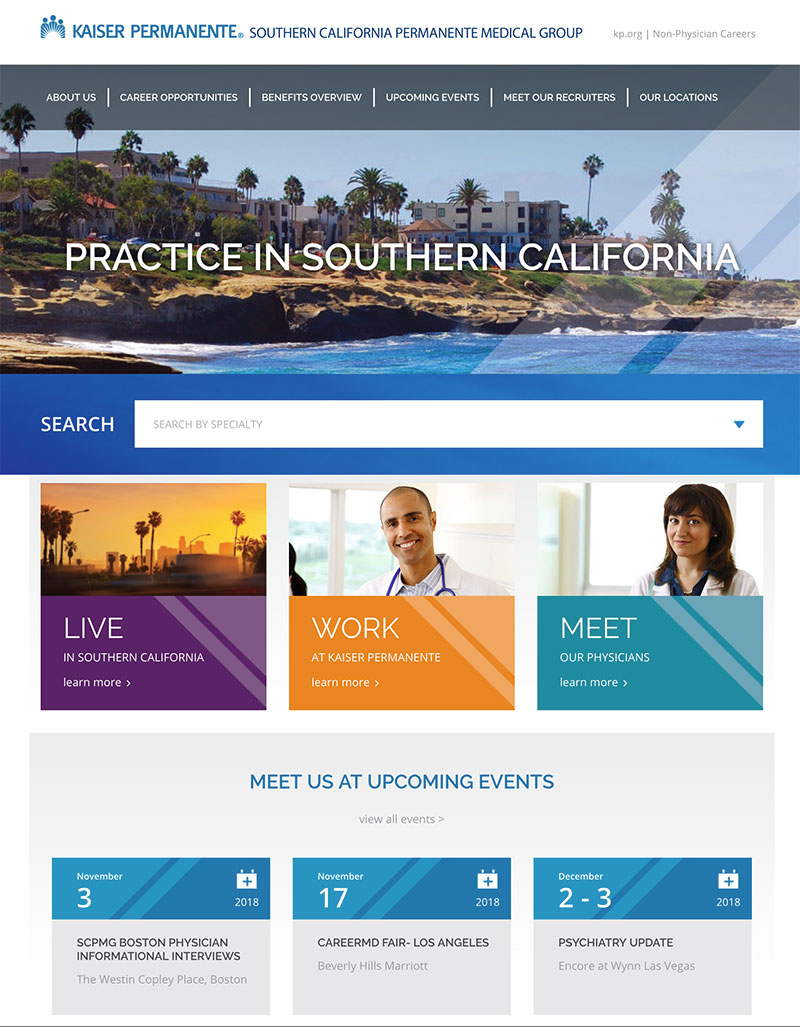 KAISER PERMANENTE® SOUTHERN CALIFORNIA PERMANENTE MEDICAL GROUP
kp.org | Non-Physician Careers
ABOUT US | CAREER OPPORTUNITIES | BENEFITS OVERVIEW | UPCOMING EVENTS | MEET OUR RECRUITERS | OUR LOCATIONS
PRACTICE IN SOUTHERN CALIFORNIA
SEARCH
SEARCH BY SPECIALTY
LIVE
IN SOUTHERN CALIFORNIA
learn more >
WORK
AT KAISER PERMANENTE
learn more >
MEET
OUR PHYSICIANS
learn more >
MEET US AT UPCOMING EVENTS
view all events >
November
3
2018
SCPMG BOSTON PHYSICIAN
INFORMATIONAL INTERVIEWS
The Westin Copley Place, Boston
November
17
2018
CAREERMD FAIR- LOS ANGELES
Beverly Hills Marriott
December
2 - 3
2018
PSYCHIATRY UPDATE
Encore at Wynn Las Vegas